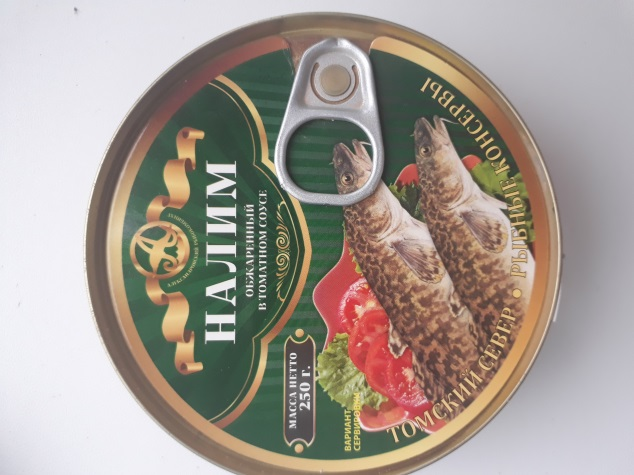 НАЛИМ
ОБЖАРЕННЫЙ
В ТОМАТНОМ СОУСЕ
МАССА НЕТТО
250 г.
ВАРИАНТ
СЕРВИРОВКИ
ТОМСКИЙ СЕВЕР • РЫБНЫЕ КОНСЕРВЫ